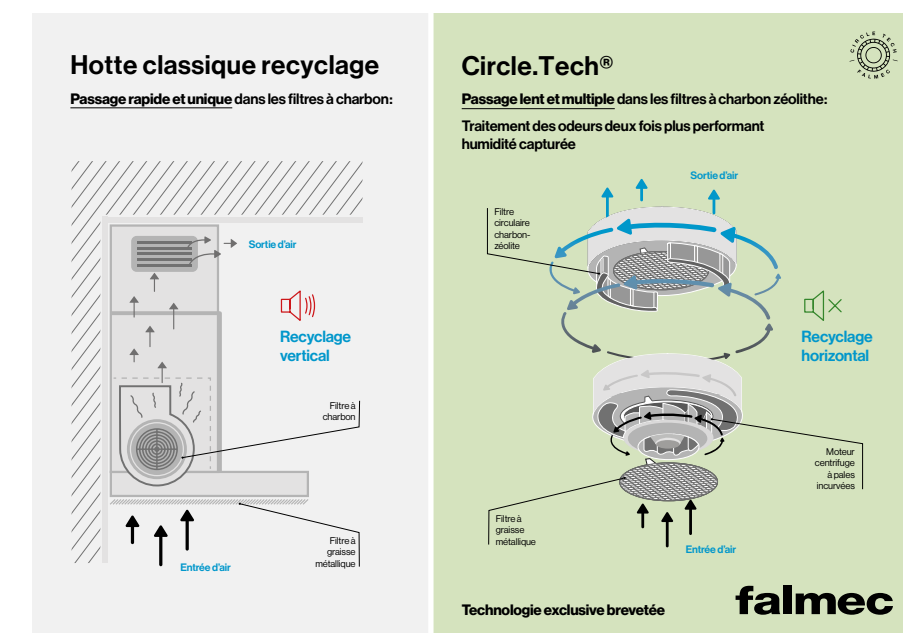 Hotte classique recyclage
Passage rapide et unique dans les filtres à charbon:
Sortie d'air
Recyclage
vertical
Filtre à
charbon
Filtre à
graisse
métallique
Entrée d'air
Circle.Tech®
CIRCLE TECH
FALMEC
Passage lent et multiple dans les filtres à charbon zéolithe:
Traitement des odeurs deux fois plus performant
humidité capturée
Sortie d'air
Filtre
circulaire
charbon-
zéolite
Recyclage
horizontal
Moteur
centrifuge
à pales
incurvées
Filtre à
graisse
métallique
Entrée d'air
Technologie exclusive brevetée
falmec